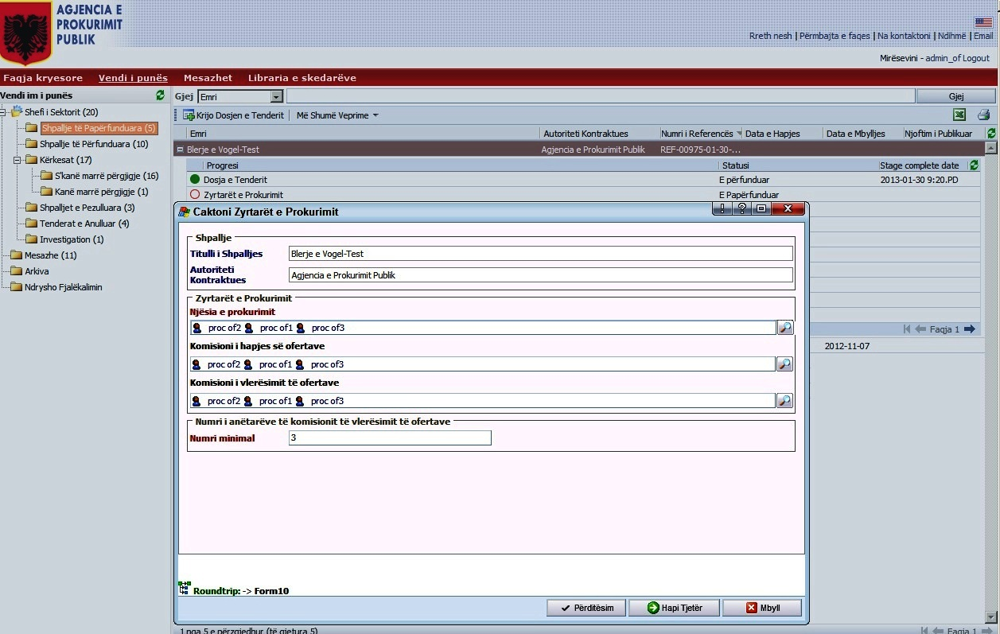 AGJENCIA E
PROKURIMIT
PUBLIK
Rreth nesh | Përmbajta e faqes | Na kontaktoni | Ndihmë | Email
Mirësevini - admin_of Logout
Faqja kryesore Vendi i punës Mesazhet Libraria e skedarëve
Vendi im i punës
Shefi i Sektorit (20)
Shpallje të Papërfunduara (5)
Shpallje të Përfunduara (10)
Kërkesat (17)
S'kanë marrë përgjigje (16)
Kanë marrë përgjigje (1)
Shpalljet e Pezulluara (3)
Tenderat e Anulluar (4)
Investigation (1)
Mesazhe (11)
Arkiva
Ndrysho Fjalëkalimin
Gjej Emri Gjej
Krijo Dosjen e Tenderit Më Shumë Veprime
Emri Autoriteti Kontraktues Numri i Referencës Data e Hapjes Data e Mbylljes Njoftim i Publikuar
Blerje e Vogel-Test Agjencia e Prokurimit Publik REF-00975-01-30-...
Progresi Statusi Stage complete date
Dosja e Tenderit E përfunduar 2013-01-30 9:20.PD
Zyrtarët e Prokurimit E Papërfunduar
Faqja 1
2012-11-07
Caktoni Zyrtarët e Prokurimit
Shpallje
Titulli i Shpalljes Blerje e Vogel-Test
Autoriteti
Kontraktues Agjencia e Prokurimit Publik
Zyrtarët e Prokurimit
Njësia e prokurimit
proc of2 proc of1 proc of3
Komisioni i hapjes së ofertave
proc of2 proc of1 proc of3
Komisioni i vlerësimit të ofertave
proc of2 proc of1 proc of3
Numri i anëtarëve të komisionit të vlerësimit të ofertave
Numri minimal 3
Roundtrip: -> Form10
Përditësim Hapi Tjetër Mbyll
1 nga 5 e përzgjedhur (të gjetura 5) Faqja 1